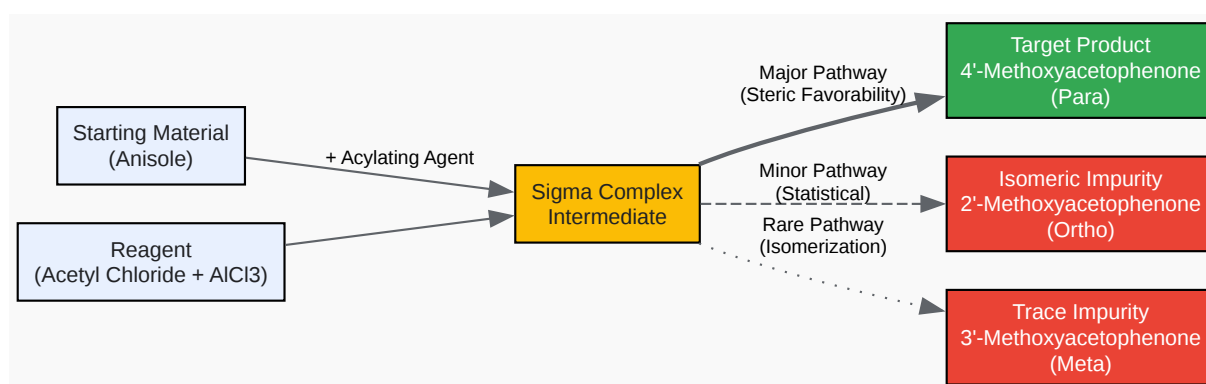 Starting Material
(Anisole)
Reagent
(Acetyl Chloride + AlCl3)
+ Acylating Agent
Sigma Complex
Intermediate
Major Pathway
(Steric Favorability)
Minor Pathway
(Statistical)
Rare Pathway
(Isomerization)
Target Product
4'-Methoxyacetophenone
(Para)
Isomeric Impurity
2'-Methoxyacetophenone
(Ortho)
Trace Impurity
3'-Methoxyacetophenone
(Meta)